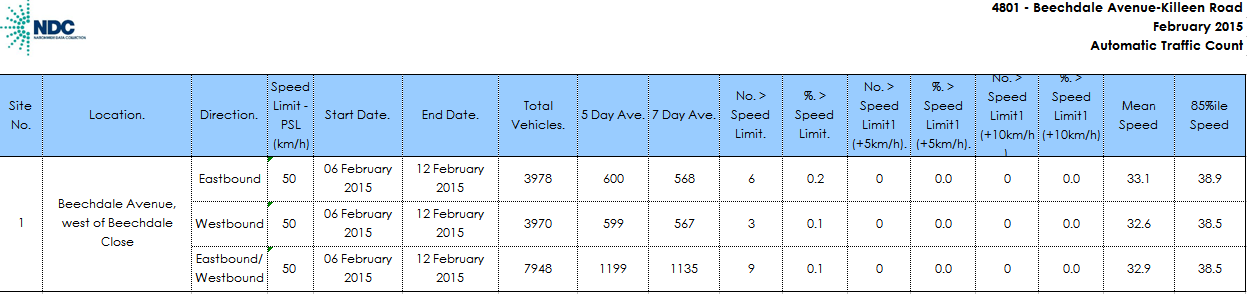 NDC
NATIONWIDE DATA COLLECTION
4801 - Beechdale Avenue-Killeen Road
February 2015
Automatic Traffic Count
Site No. Location. Direction. Speed Limit - PSL (km/h) Start Date. End Date. Total Vehicles. 5 Day Ave. 7 Day Ave. No. > Speed Limit. %. > Speed Limit. No. > Speed Limit1 (+5km/h). %. > Speed Limit1 (+5km/h). No. > Speed Limit1 (+10km/h) %. > Speed Limit1 (+10km/h) Mean Speed 85%ile Speed
1 Beechdale Avenue, west of Beechdale Close
Eastbound 50 06 February 2015 12 February 2015 3978 600 568 6 0.2 0 0.0 0 0.0 33.1 38.9
Westbound 50 06 February 2015 12 February 2015 3970 599 567 3 0.1 0 0.0 0 0.0 32.6 38.5
Eastbound/ Westbound 50 06 February 2015 12 February 2015 7948 1199 1135 9 0.1 0 0.0 0 0.0 32.9 38.5